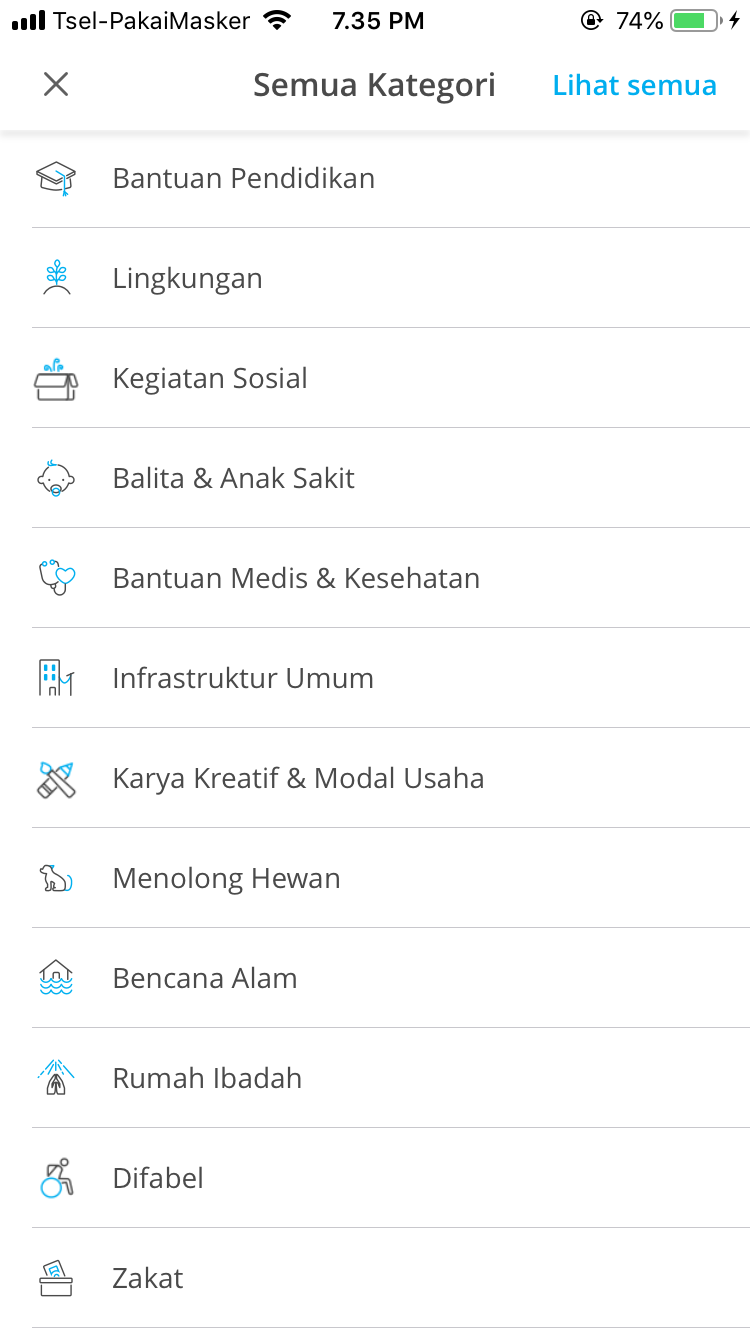 Tsel-PakaiMasker 7.35 PM 74%
Semua Kategori Lihat semua
Bantuan Pendidikan
Lingkungan
Kegiatan Sosial
Balita & Anak Sakit
Bantuan Medis & Kesehatan
Infrastruktur Umum
Karya Kreatif & Modal Usaha
Menolong Hewan
Bencana Alam
Rumah Ibadah
Difabel
Zakat